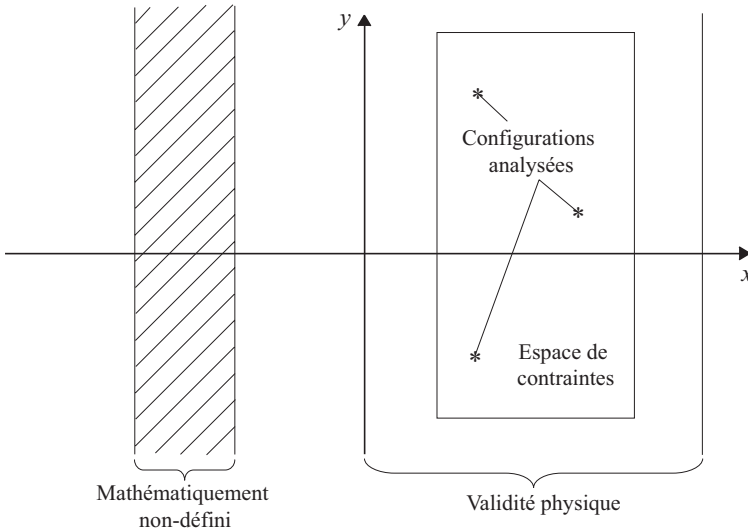 y
*
Configurations
analysées
*
x
*
Espace de
contraintes
Mathématiquement
non-défini
Validité physique